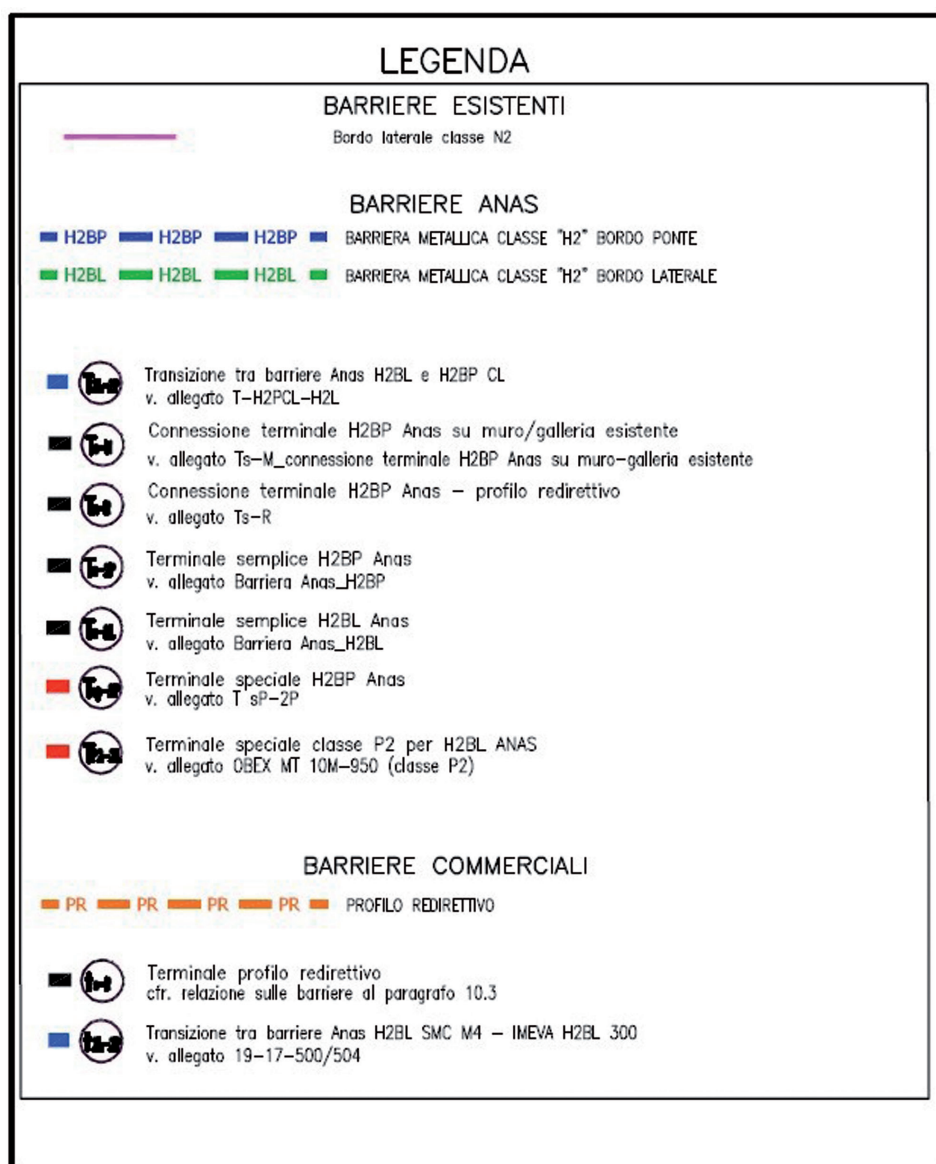 LEGENDA
BARRIERE ESISTENTI
Bordo laterale classe N2
BARRIERE ANAS
H2BP H2BP H2BP BARRIERA METALLICA CLASSE "H2" BORDO PONTE
H2BL H2BL H2BL BARRIERA METALLICA CLASSE "H2" BORDO LATERALE
Transizione tra barriere Anas H2BL e H2BP CL
v. allegato T-H2PCL-H2L
Connessione terminale H2BP Anas su muro/galleria esistente
v. allegato Ts-M_connessione terminale H2BP Anas su muro-galleria esistente
Connessione terminale H2BP Anas - profilo redirettivo
v. allegato Ts-R
Terminale semplice H2BP Anas
v. allegato Barriera Anas_H2BP
Terminale semplice H2BL Anas
v. allegato Barriera Anas_H2BL
Terminale speciale H2BP Anas
v. allegato T sP-2P
Terminale speciale classe P2 per H2BL ANAS
v. allegato OBEX MT 10M-950 (classe P2)
BARRIERE COMMERCIALI
PR PR PR PR PROFILO REDIRETTIVO
Terminale profilo redirettivo
cfr. relazione sulle barriere al paragrafo 10.3
Transizione tra barriere Anas H2BL SMC M4 - IMEVA H2BL 300
v. allegato 19-17-500/504